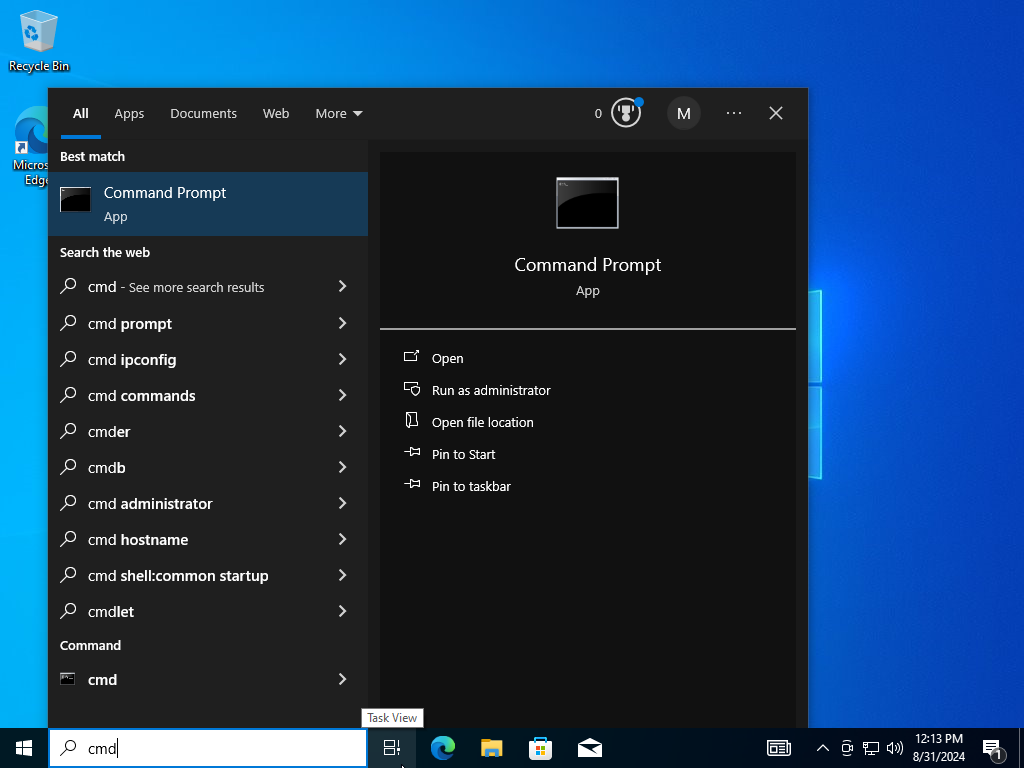 Recycle Bin
Edge
All
Apps
Documents
Web
More
0
M
Best match
Command Prompt
App
Search the web
cmd - See more search results
cmd prompt
cmd ipconfig
cmd commands
cmder
cmdb
cmd administrator
cmd hostname
cmd shell:common startup
cmdlet
Command
cmd
Command Prompt
App
Open
Run as administrator
Open file location
Pin to Start
Pin to taskbar
Task View
cmd
12:13 PM
8/31/2024
1